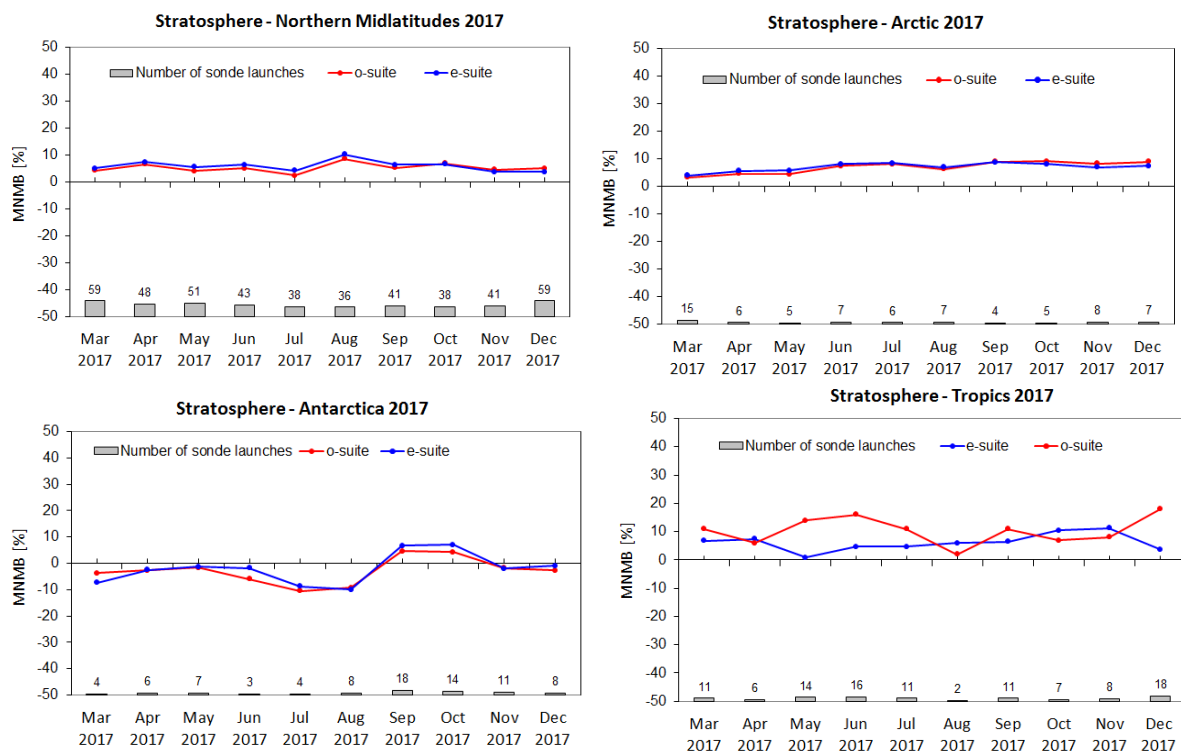 Stratosphere - Northern Midlatitudes 2017
50
40
30
20
10
0
-10
-20
-30
-40
-50
MNMB [%]
Number of sonde launches o-suite e-suite
59 48 51 43 38 36 41 38 41 59
Mar Apr May Jun Jul Aug Sep Oct Nov Dec
2017 2017 2017 2017 2017 2017 2017 2017 2017 2017
Stratosphere - Arctic 2017
50
40
30
20
10
0
-10
-20
-30
-40
-50
MNMB [%]
Number of sonde launches o-suite e-suite
15 6 5 7 6 7 4 5 8 7
Mar Apr May Jun Jul Aug Sep Oct Nov Dec
2017 2017 2017 2017 2017 2017 2017 2017 2017 2017
Stratosphere - Antarctica 2017
50
40
30
20
10
0
-10
-20
-30
-40
-50
MNMB [%]
Number of sonde launches o-suite e-suite
4 6 7 3 4 8 18 14 11 8
Mar Apr May Jun Jul Aug Sep Oct Nov Dec
2017 2017 2017 2017 2017 2017 2017 2017 2017 2017
Stratosphere - Tropics 2017
50
40
30
20
10
0
-10
-20
-30
-40
-50
MNMB [%]
Number of sonde launches e-suite o-suite
11 6 14 16 11 2 11 7 8 18
Mar Apr May Jun Jul Aug Sep Oct Nov Dec
2017 2017 2017 2017 2017 2017 2017 2017 2017 2017